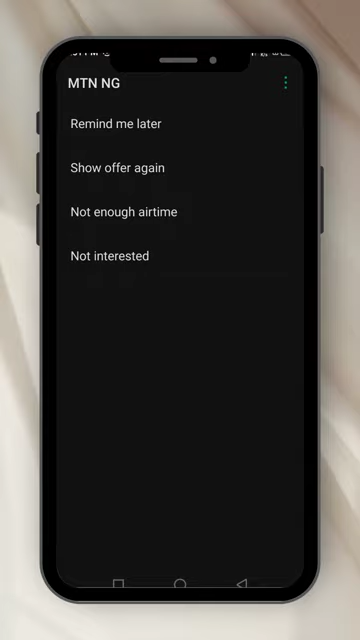 MTN NG
Remind me later
Show offer again
Not enough airtime
Not interested